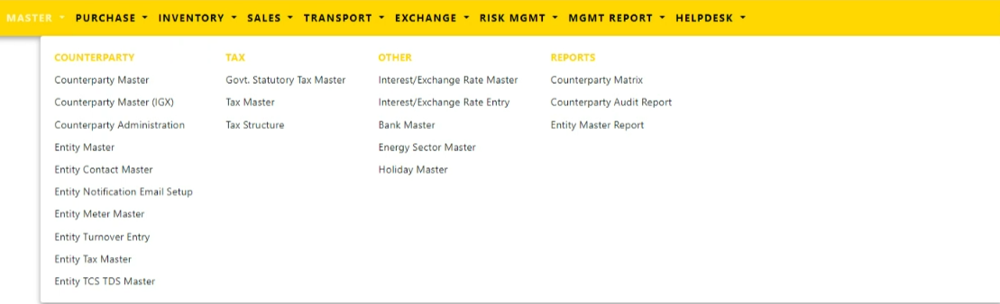 MASTER PURCHASE INVENTORY SALES TRANSPORT EXCHANGE RISK MGMT MGMT REPORT HELPDESK
COUNTERPARTY
Counterparty Master
Counterparty Master (IGX)
Counterparty Administration
Entity Master
Entity Contact Master
Entity Notification Email Setup
Entity Meter Master
Entity Turnover Entry
Entity Tax Master
Entity TCS TDS Master
TAX
Govt. Statutory Tax Master
Tax Master
Tax Structure
OTHER
Interest/Exchange Rate Master
Interest/Exchange Rate Entry
Bank Master
Energy Sector Master
Holiday Master
REPORTS
Counterparty Matrix
Counterparty Audit Report
Entity Master Report